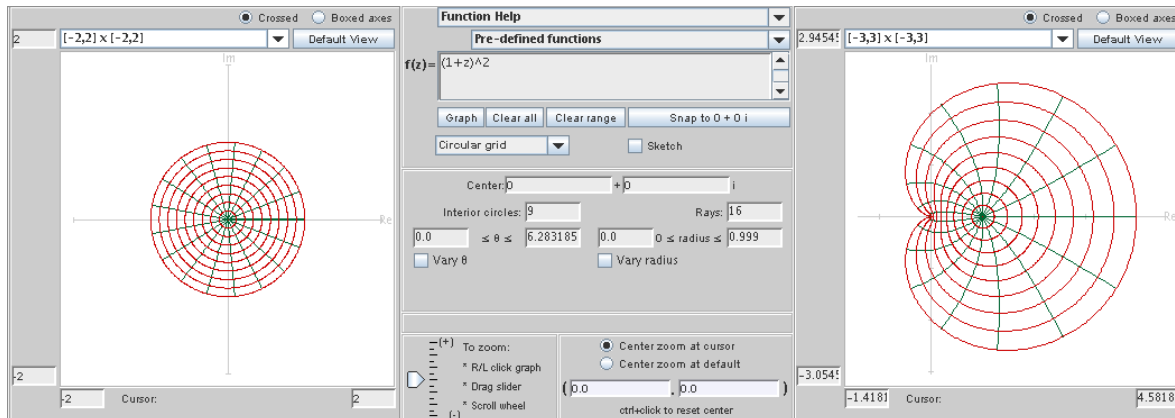 Crossed Boxed axes
2 [-2,2] x [-2,2] Default View
Im
Re
-2
-2 Cursor: 2
Function Help
Pre-defined functions
f(z)= (1+z)^2
Graph Clear all Clear range Snap to 0 + 0 i
Circular grid Sketch
Center: 0 + 0 i
Interior circles: 9 Rays: 16
0.0 ≤ θ ≤ 6.283185 0.0 0 ≤ radius ≤ 0.999
Vary θ Vary radius
(+) To zoom:
* R/L click graph
* Drag slider
* Scroll wheel
(-)
Center zoom at cursor
Center zoom at default
( 0.0 , 0.0 )
ctrl+click to reset center
Crossed Boxed axes
2.9454 [-3,3] x [-3,3] Default View
Im
Re
-3.054
-1.4181 Cursor: 4.5818